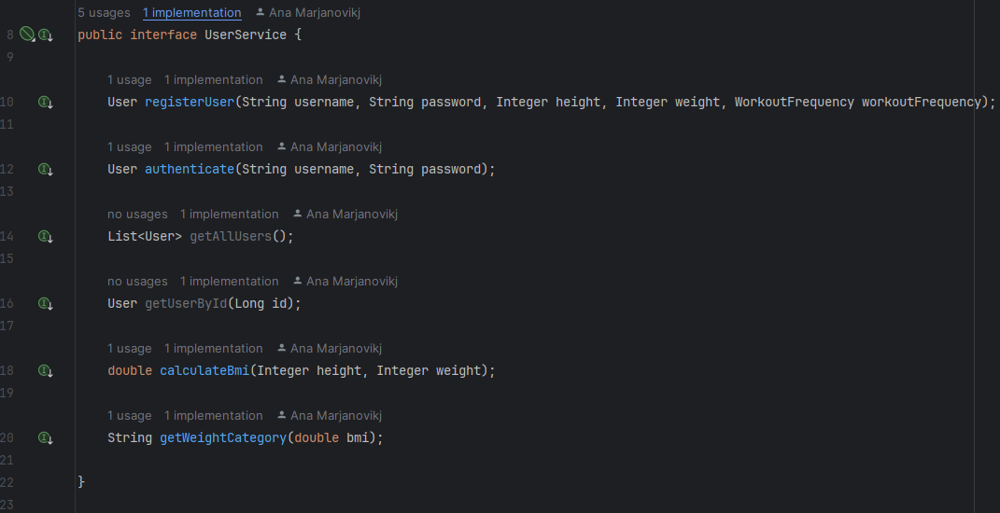 5 usages 1 implementation Ana Marjanovikj
8 public interface UserService {
9
1 usage 1 implementation Ana Marjanovikj
10 User registerUser(String username, String password, Integer height, Integer weight, WorkoutFrequency workoutFrequency);
11
1 usage 1 implementation Ana Marjanovikj
12 User authenticate(String username, String password);
13
no usages 1 implementation Ana Marjanovikj
14 List<User> getAllUsers();
15
no usages 1 implementation Ana Marjanovikj
16 User getUserById(Long id);
17
1 usage 1 implementation Ana Marjanovikj
18 double calculateBmi(Integer height, Integer weight);
19
1 usage 1 implementation Ana Marjanovikj
20 String getWeightCategory(double bmi);
21
22 }
23